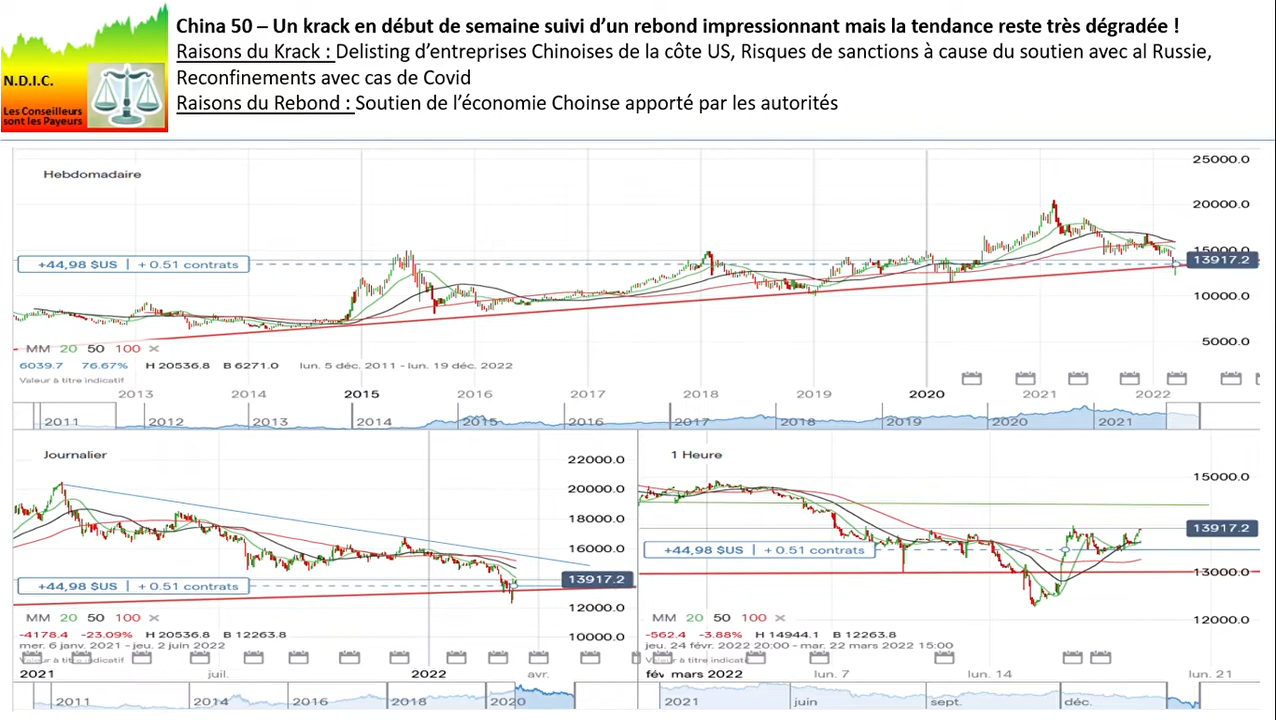 China 50 – Un krack en début de semaine suivi d’un rebond impressionnant mais la tendance reste très dégradée !
Raisons du Krack : Delisting d’entreprises Chinoises de la côte US, Risques de sanctions à cause du soutien avec al Russie,
Reconfinements avec cas de Covid
Raisons du Rebond : Soutien de l’économie Choinse apporté par les autorités
N.D.I.C.
Les Conseilleurs
sont les Payeurs
Hebdomadaire
25000.0
20000.0
15000.0
+44,98 $US | + 0.51 contrats
13917.2
10000.0
5000.0
MM 20 50 100 ×
6039.7 76.67% H 20536.8 B 6271.0 lun. 5 déc. 2011 - lun. 19 déc. 2022
Valeur à titre indicatif
2013 2014 2015 2016 2017 2018 2019 2020 2021 2022
2011 2012 2013 2014 2015 2016 2017 2018 2019 2020 2021
Journalier
22000.0
20000.0
18000.0
16000.0
+44,98 $US | + 0.51 contrats
13917.2
12000.0
10000.0
MM 20 50 100 ×
-4178.4 -23.09% H 20536.8 B 12263.8
mer. 6 janv. 2021 - jeu. 2 juin 2022
Valeur à titre indicatif
2021 juil. 2022 avr.
2011 2014 2016 2018 2020
1 Heure
15000.0
13917.2
+44,98 $US | + 0.51 contrats
13000.0
12000.0
MM 20 50 100 ×
-562.4 -3.88% H 14944.1 B 12263.8
jeu. 24 févr. 2022 20:00 - mar. 22 mars 2022 15:00
Valeur à titre indicatif
fév mars 2022 lun. 7 lun. 14 lun. 21
2021 juin sept. déc.